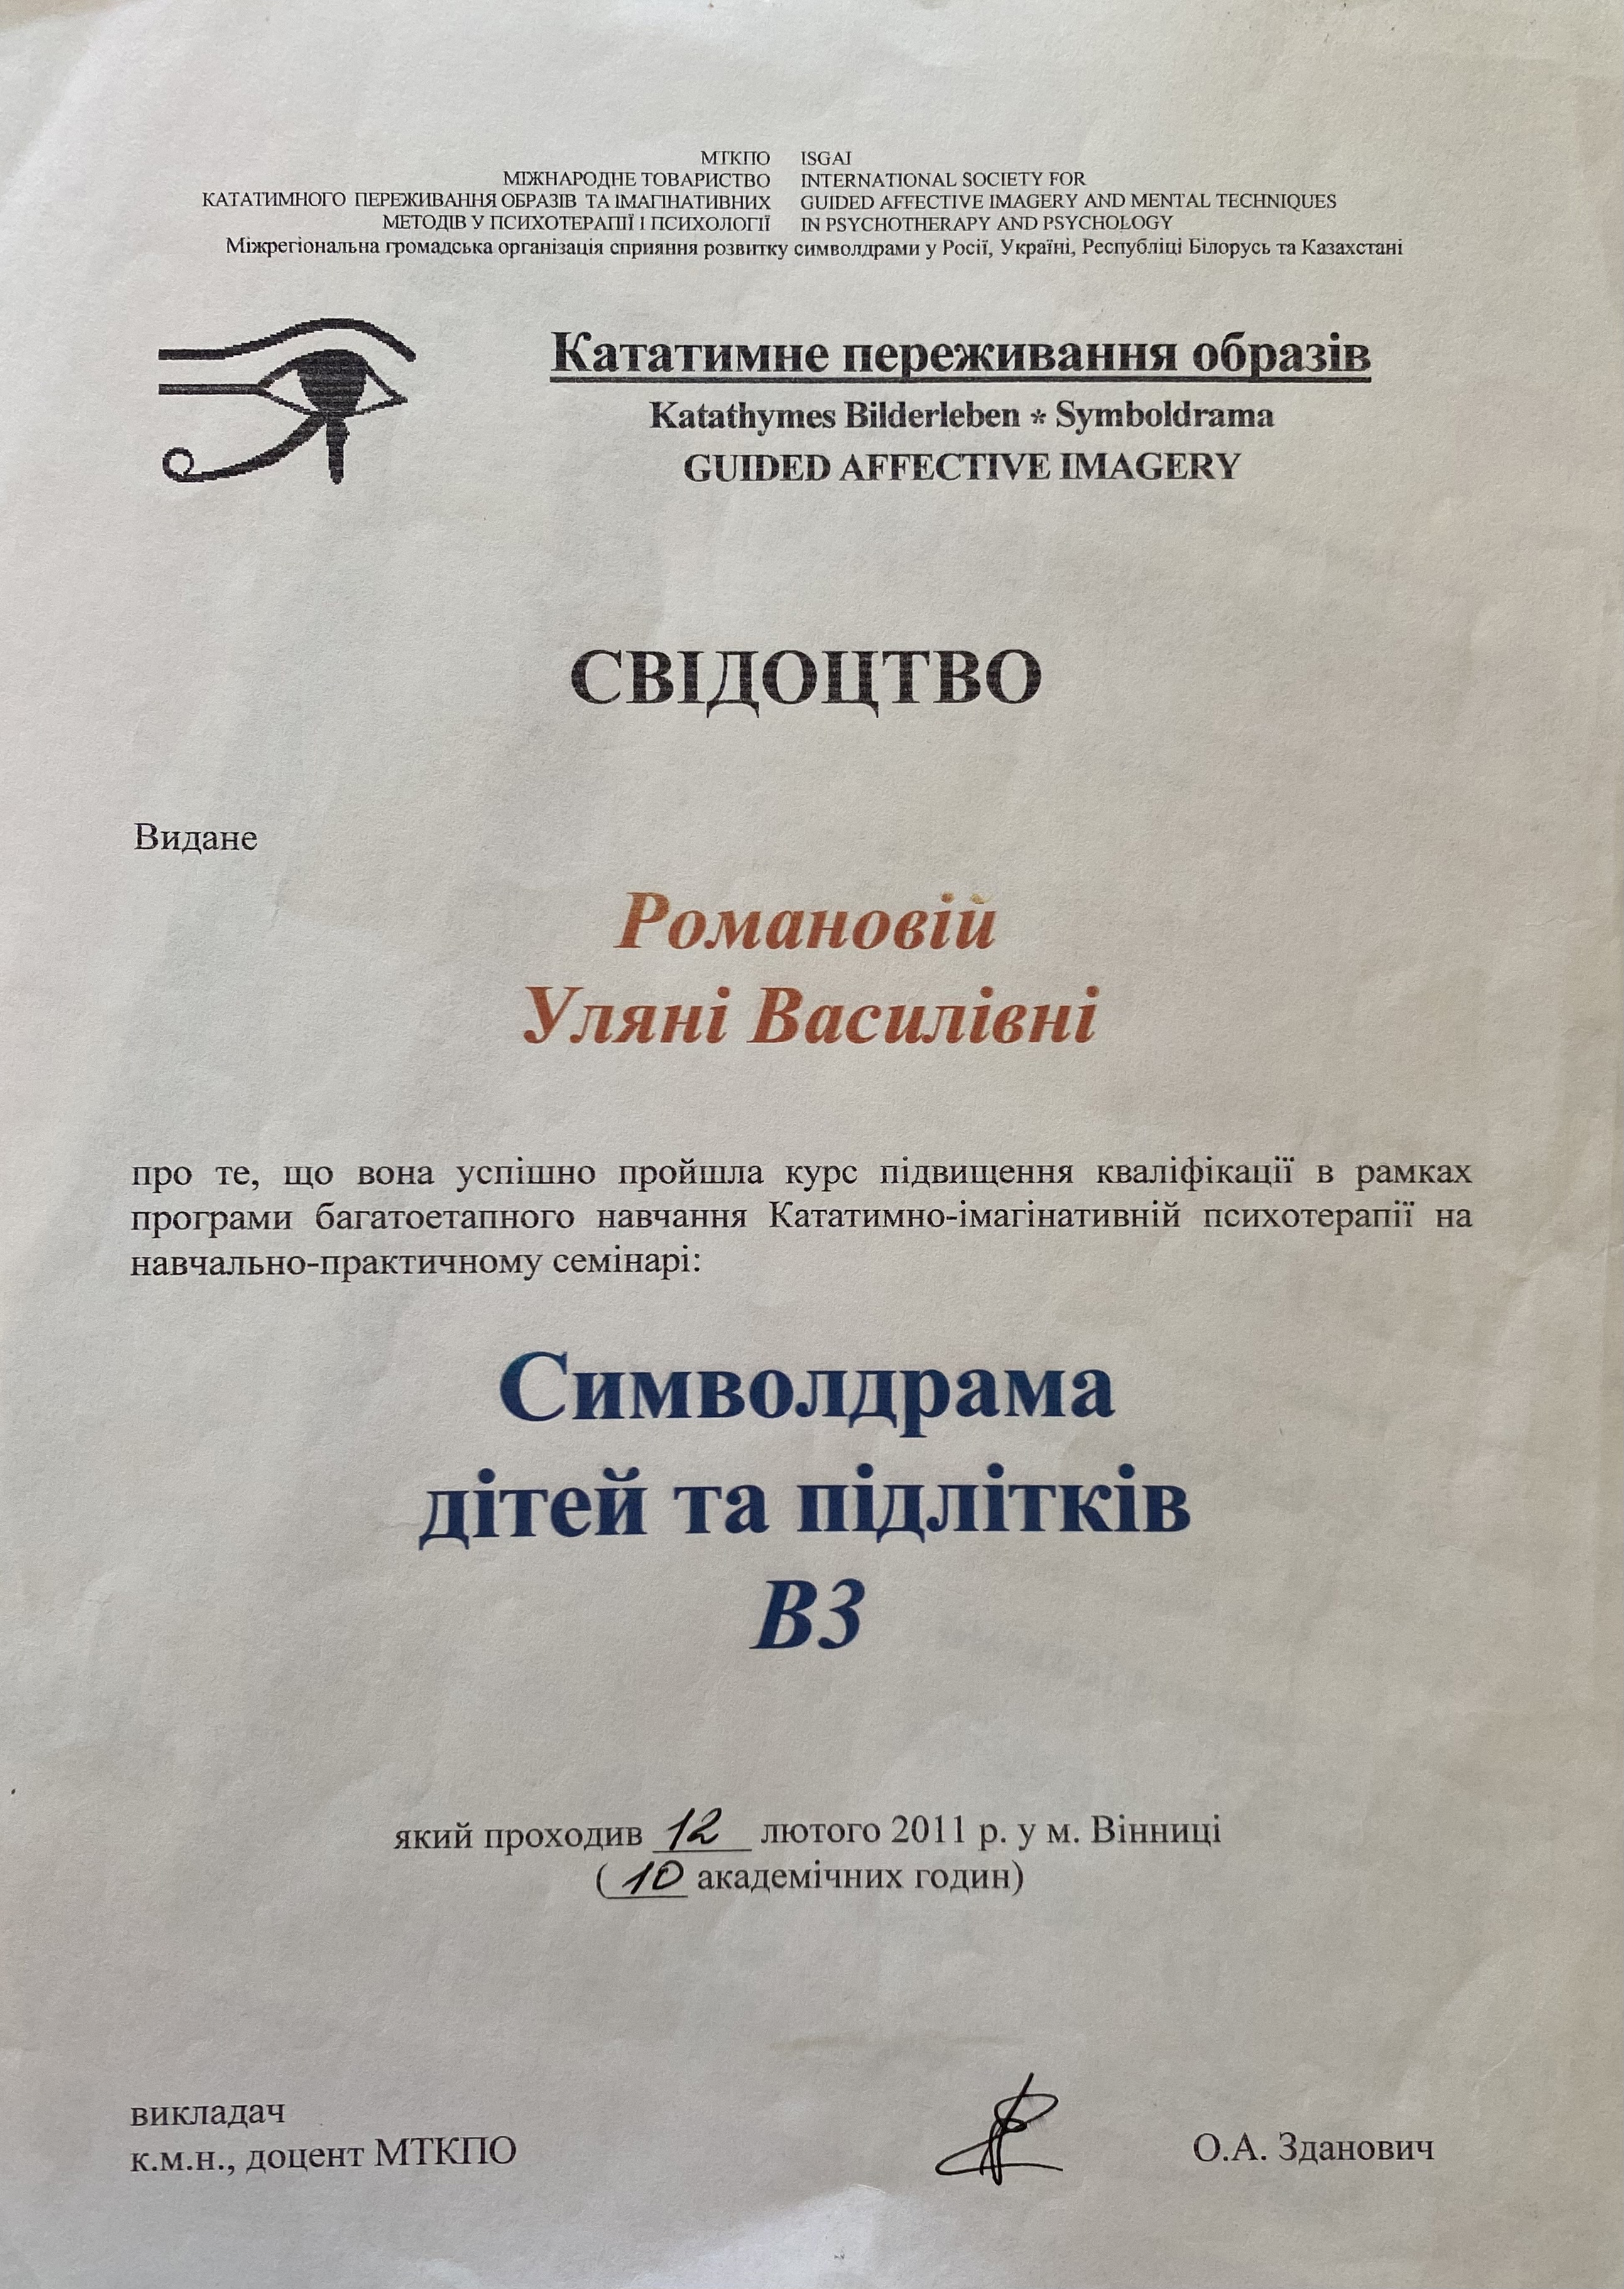 МТКПО ISGAI
МІЖНАРОДНЕ ТОВАРИСТВО INTERNATIONAL SOCIETY FOR
КАТАТИМНОГО ПЕРЕЖИВАННЯ ОБРАЗІВ ТА ІМАГІНАТИВНИХ GUIDED AFFECTIVE IMAGERY AND MENTAL TECHNIQUES
МЕТОДІВ У ПСИХОТЕРАПІЇ І ПСИХОЛОГІЇ IN PSYCHOTHERAPY AND PSYCHOLOGY
Міжрегіональна громадська організація сприяння розвитку символдрами у Росії, Україні, Республіці Білорусь та Казахстані
Кататимне переживання образів
Katathymes Bilderleben * Symboldrama
GUIDED AFFECTIVE IMAGERY
СВІДОЦТВО
Видане
Романовій
Уляні Василівні
про те, що вона успішно пройшла курс підвищення кваліфікації в рамках
програми багатоетапного навчання Кататимно-імагінативній психотерапії на
навчально-практичному семінарі:
Символдрама
дітей та підлітків
В3
який проходив 12 лютого 2011 р. у м. Вінниці
( 10 академічних годин)
викладач
к.м.н., доцент МТКПО О.А. Зданович